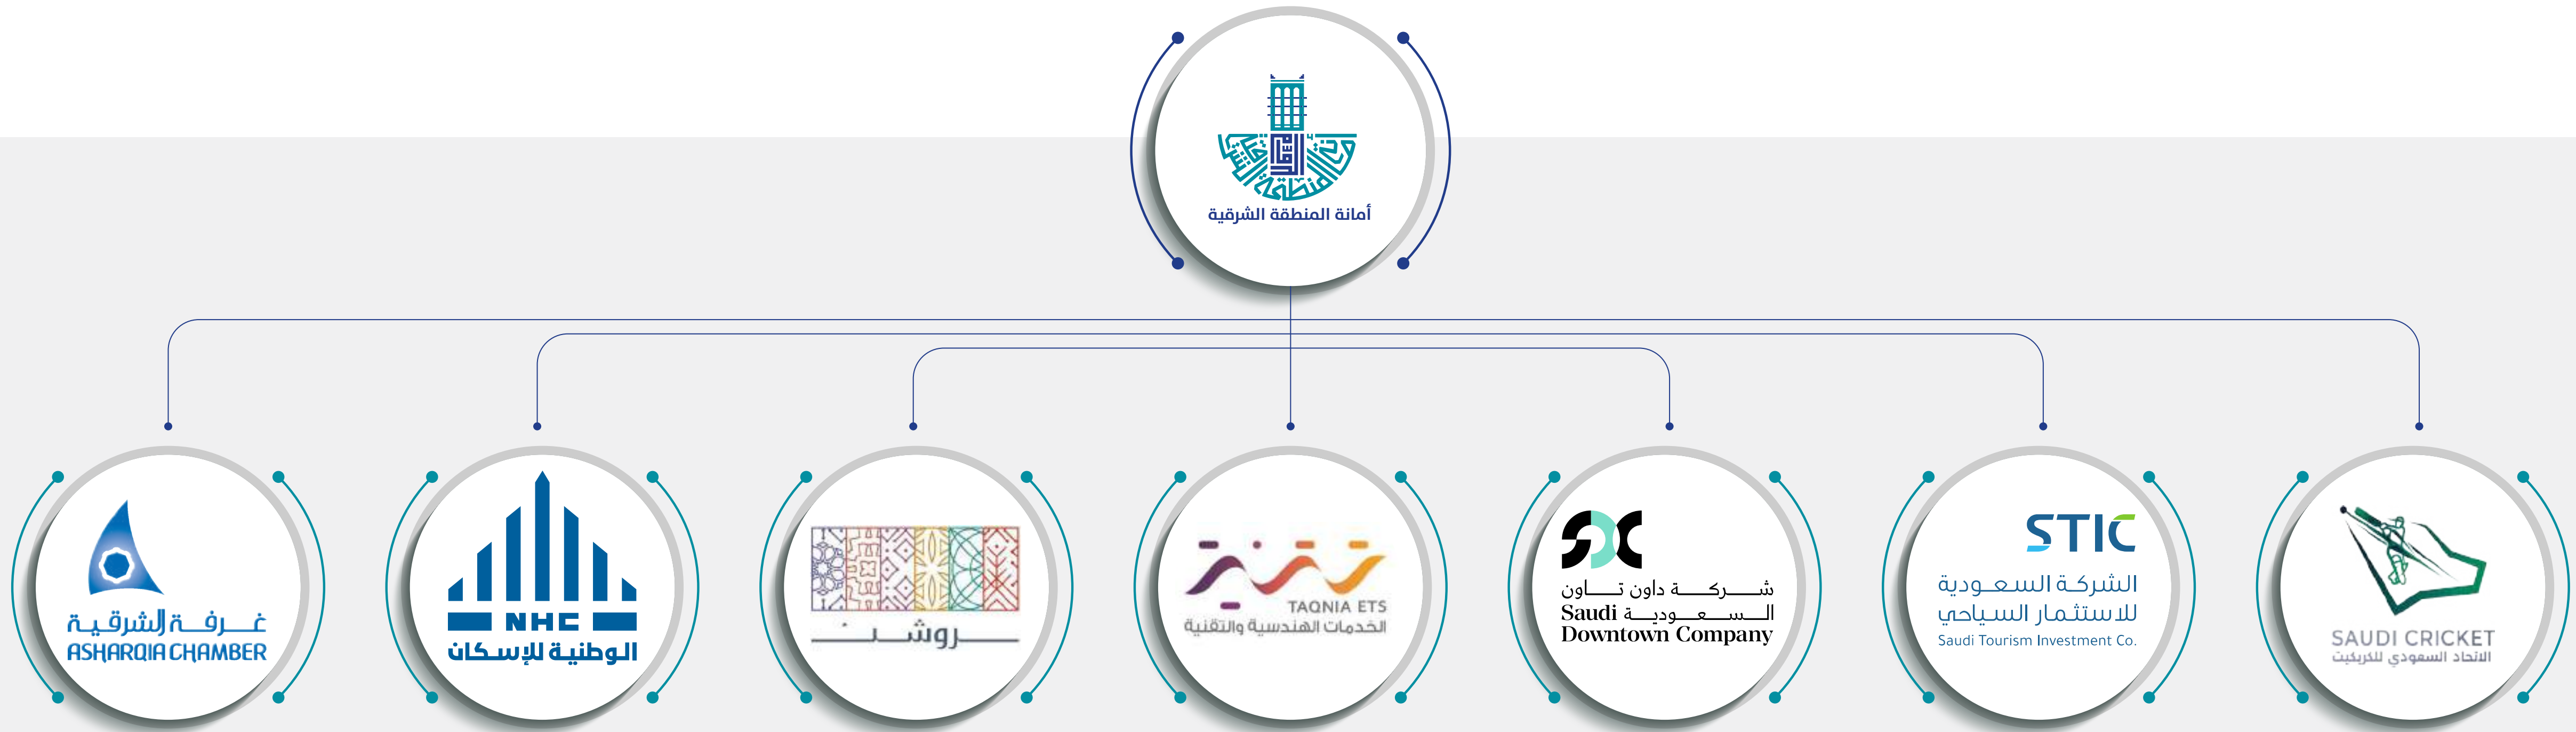 أمانة المنطقة الشرقية
غرفة الشرقية
ASHARQIA CHAMBER
NHC
الوطنية للإسكان
روشن
تقنية
TAQNIA ETS
الخدمات الهندسية والتقنية
شركة داون تاون
السعودية Saudi
Downtown Company
STIC
الشركة السعودية
للاستثمار السياحي
Saudi Tourism Investment Co.
SAUDI CRICKET
الاتحاد السعودي للكريكيت